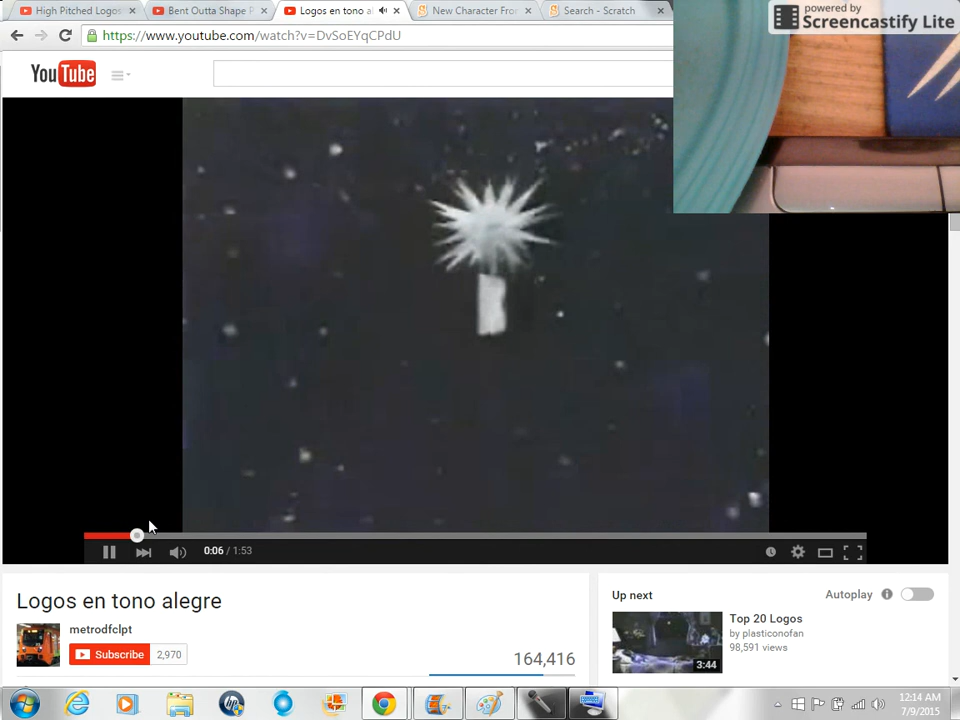 High Pitched Logos
Bent Outta Shape P
Logos en tono al
New Character Fro
Search - Scratch
powered by
Screencastify Lite
https://www.youtube.com/watch?v=DvSoEYqCPdU
YouTube
0:06 / 1:53
Logos en tono alegre
metrodfclpt
Subscribe 2,970
164,416
Up next
Autoplay
Top 20 Logos
by plasticonofan
98,591 views
3:44
12:14 AM
7/9/2015